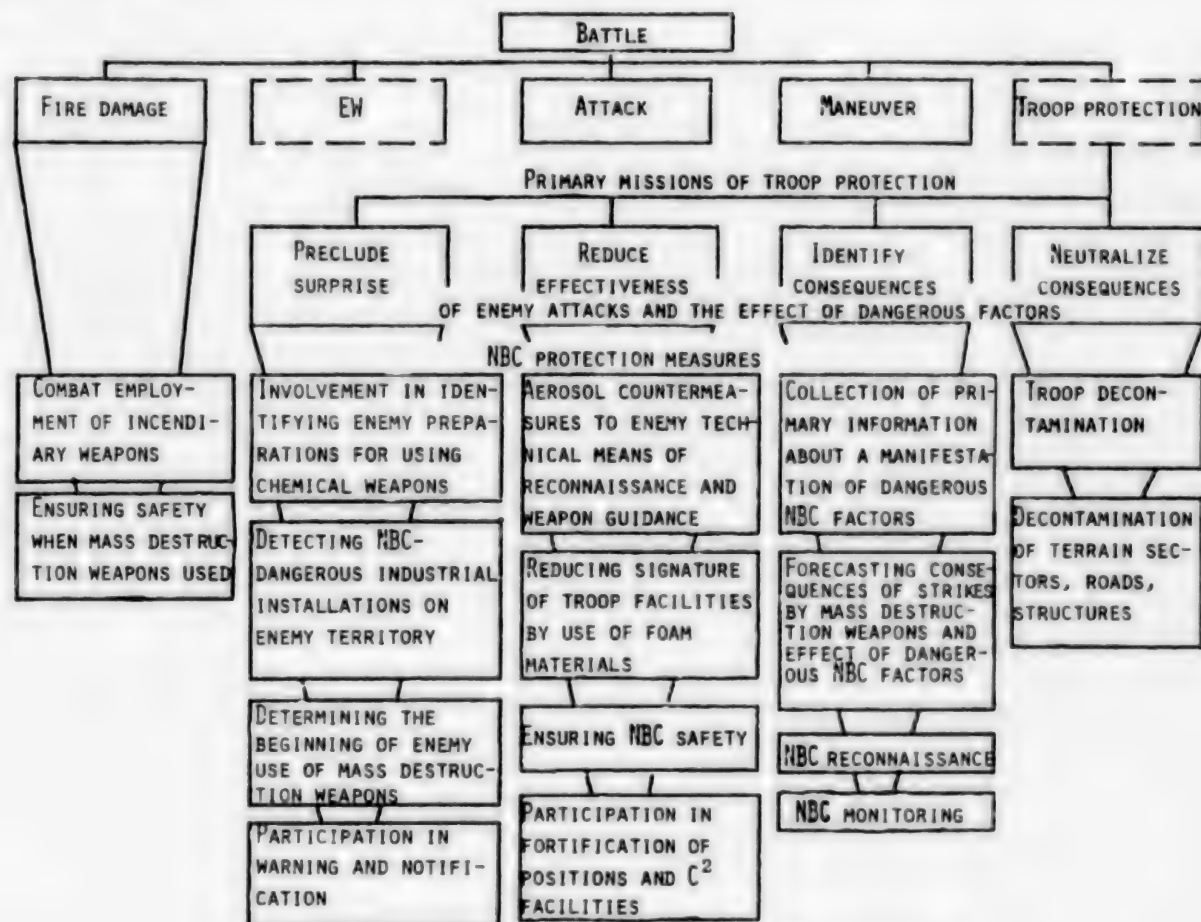 BATTLE
FIRE DAMAGE
EW
ATTACK
MANEUVER
TROOP PROTECTION
PRIMARY MISSIONS OF TROOP PROTECTION
PRECLUDE
SURPRISE
REDUCE
EFFECTIVENESS
IDENTIFY
CONSEQUENCES
NEUTRALIZE
CONSEQUENCES
OF ENEMY ATTACKS AND THE EFFECT OF DANGEROUS FACTORS
NBC PROTECTION MEASURES
COMBAT EMPLOY-
MENT OF INCENDI-
ARY WEAPONS
ENSURING SAFETY
WHEN MASS DESTRUC-
TION WEAPONS USED
INVOLVEMENT IN IDEN-
TIFYING ENEMY PREPA-
RATIONS FOR USING
CHEMICAL WEAPONS
DETECTING NBC-
DANGEROUS INDUSTRIAL
INSTALLATIONS ON
ENEMY TERRITORY
DETERMINING THE
BEGINNING OF ENEMY
USE OF MASS DESTRUC-
TION WEAPONS
PARTICIPATION IN
WARNING AND NOTIFI-
CATION
AEROSOL COUNTERMEA-
SURES TO ENEMY TECH-
NICAL MEANS OF
RECONNAISSANCE AND
WEAPON GUIDANCE
REDUCING SIGNATURE
OF TROOP FACILITIES
BY USE OF FOAM
MATERIALS
ENSURING NBC SAFETY
PARTICIPATION IN
FORTIFICATION OF
POSITIONS AND C²
FACILITIES
COLLECTION OF PRI-
MARY INFORMATION
ABOUT A MANIFESTA-
TION OF DANGEROUS
NBC FACTORS
FORECASTING CONSE-
QUENCES OF STRIKES
BY MASS DESTRUC-
TION WEAPONS AND
EFFECT OF DANGER-
OUS NBC FACTORS
NBC RECONNAISSANCE
NBC MONITORING
TROOP DECON-
TAMINATION
DECONTAMINATION
OF TERRAIN SEC-
TORS, ROADS,
STRUCTURES